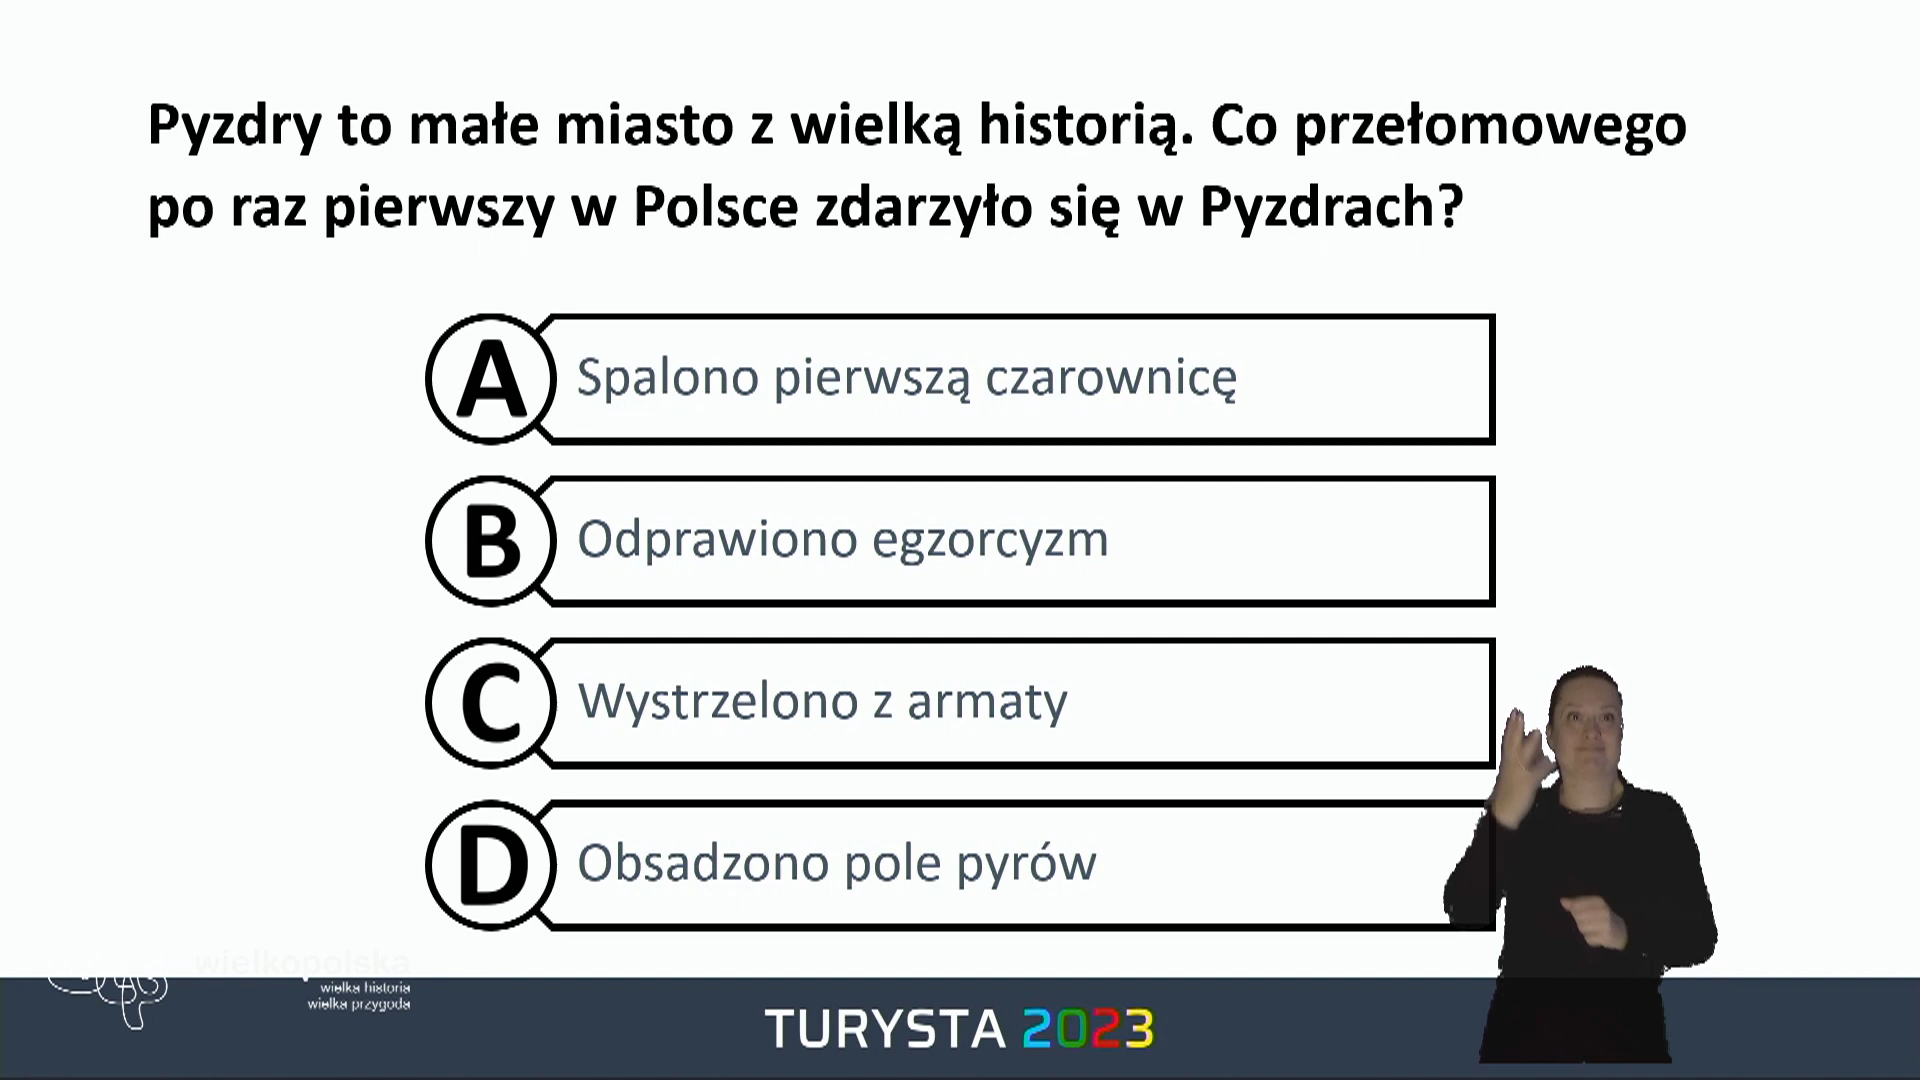 Pyzdry to małe miasto z wielką historią. Co przełomowego
po raz pierwszy w Polsce zdarzyło się w Pyzdrach?
A Spalono pierwszą czarownicę
B Odprawiono egzorcyzm
C Wystrzelono z armaty
D Obsadzono pole pyrów
wielkopolska
wielka historia
wielka przygoda
TURYSTA 2023